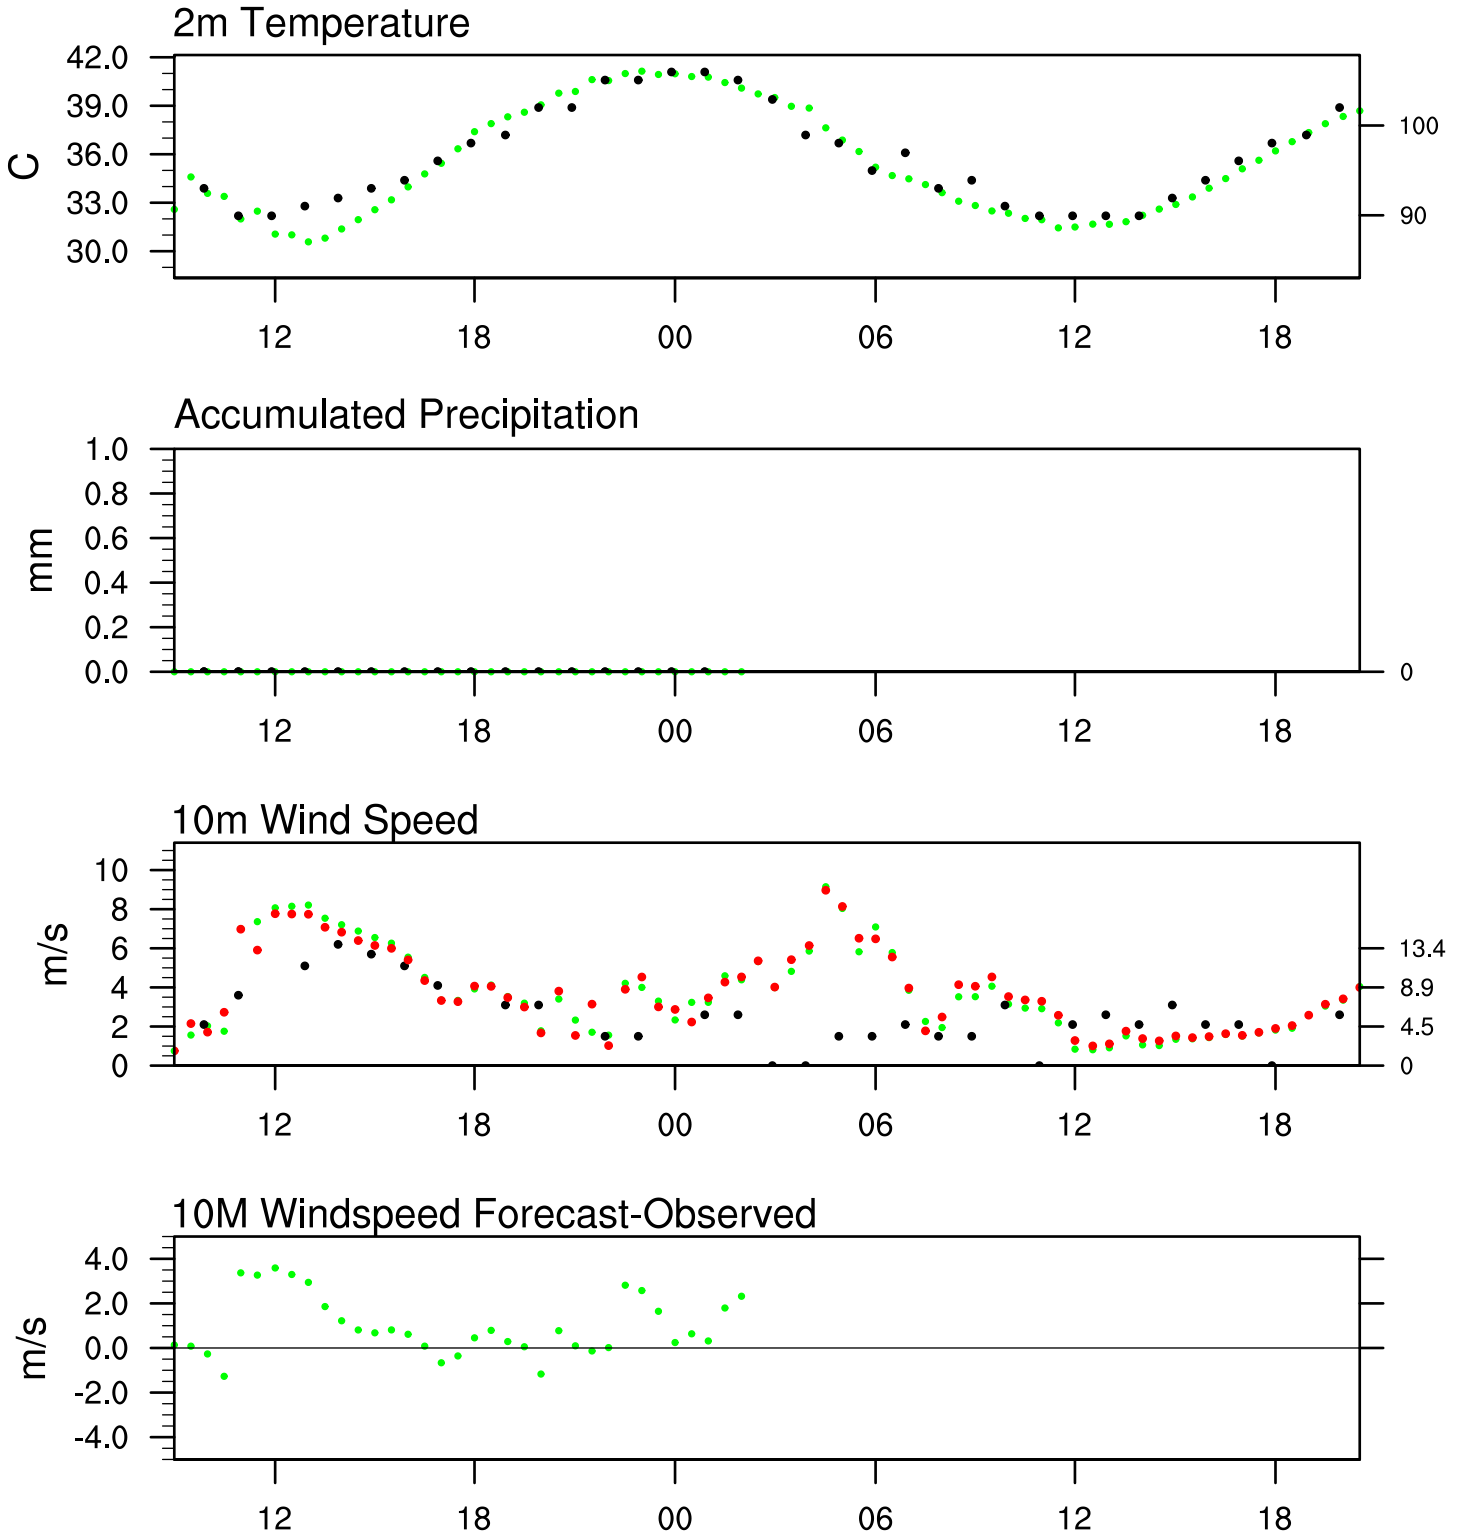 2m Temperature
42.0
39.0
36.0
33.0
30.0
C
100
90
12 18 00 06 12 18
Accumulated Precipitation
1.0
0.8
0.6
0.4
0.2
0.0
mm
0
12 18 00 06 12 18
10m Wind Speed
10
8
6
4
2
0
m/s
13.4
8.9
4.5
0
12 18 00 06 12 18
10M Windspeed Forecast-Observed
4.0
2.0
0.0
-2.0
-4.0
m/s
12 18 00 06 12 18